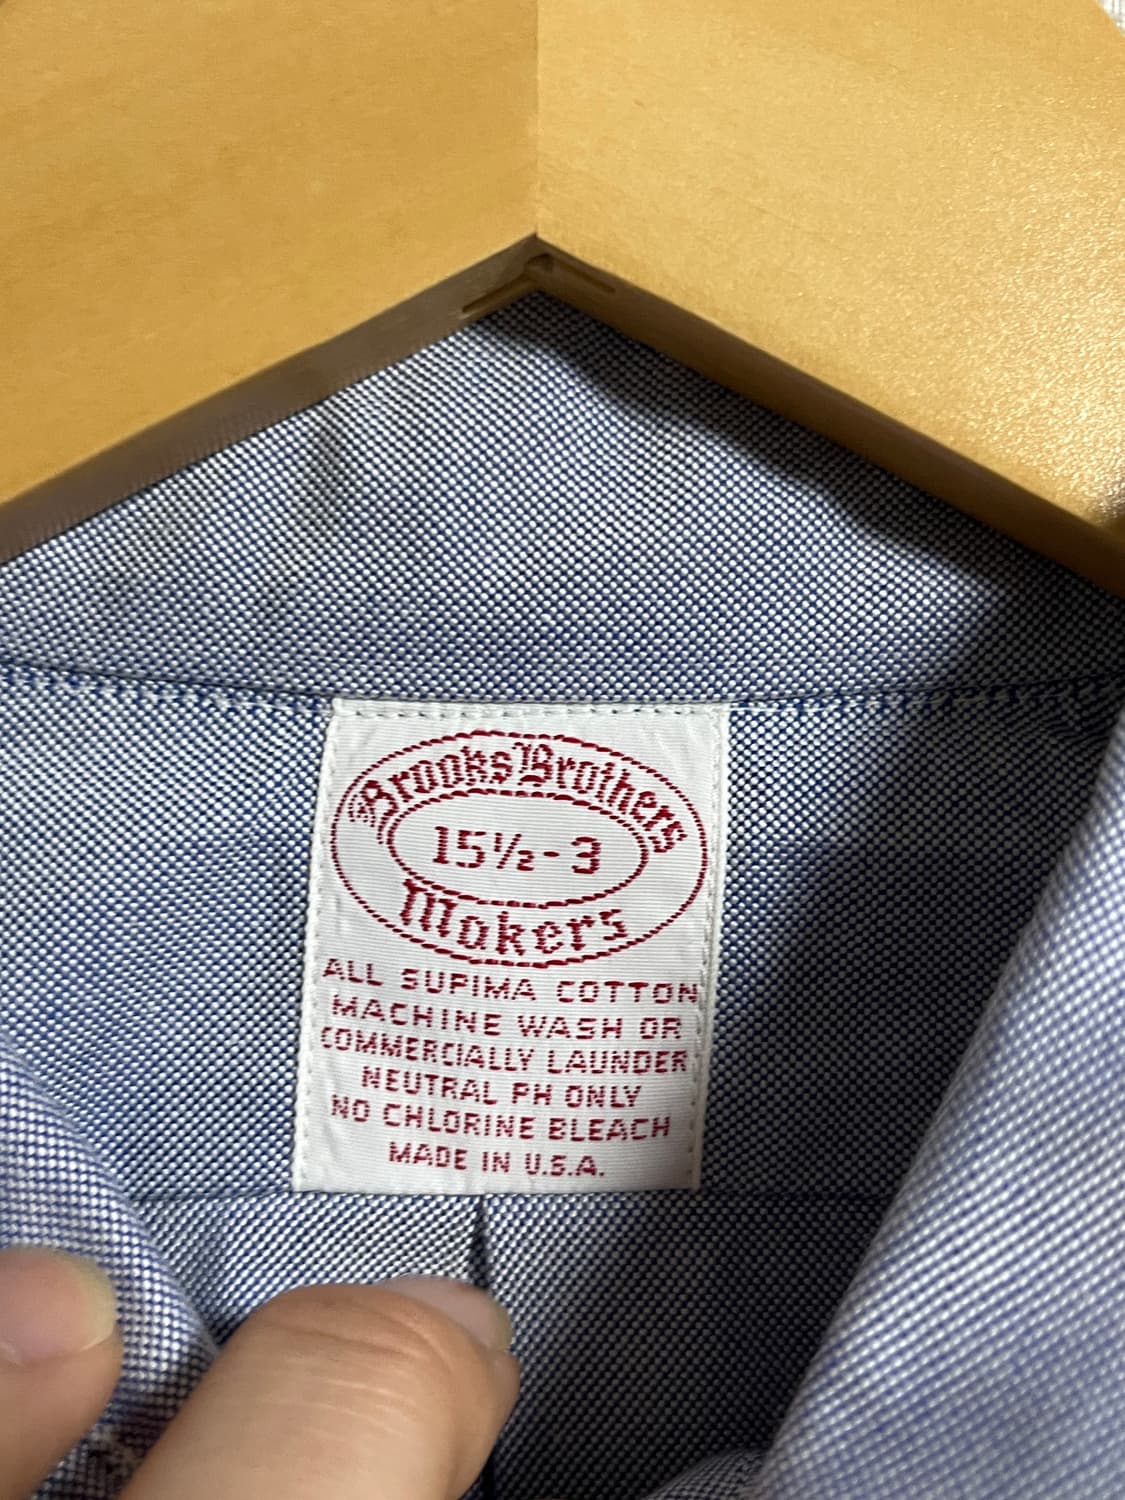 Brooks Brothers
15½-3
Makers
ALL SUPIMA COTTON
MACHINE WASH OR
COMMERCIALLY LAUNDER
NEUTRAL PH ONLY
NO CHLORINE BLEACH
MADE IN U.S.A.